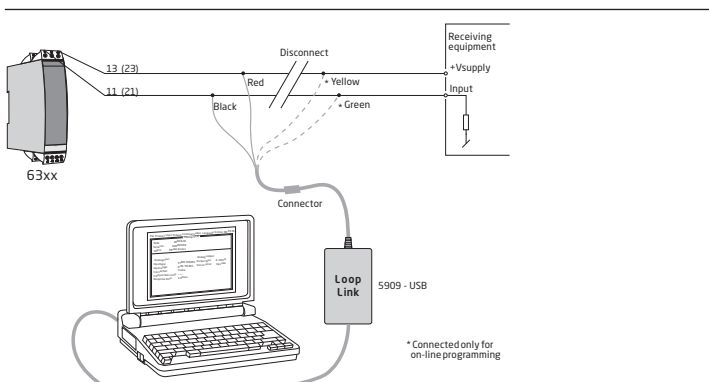 Receiving
equipment
Disconnect
13 (23)
+Vsupply
Red
* Yellow
Input
11 (21)
Black
* Green
63xx
Connector
Loop
Link
5909 - USB
* Connected only for
on-line programming